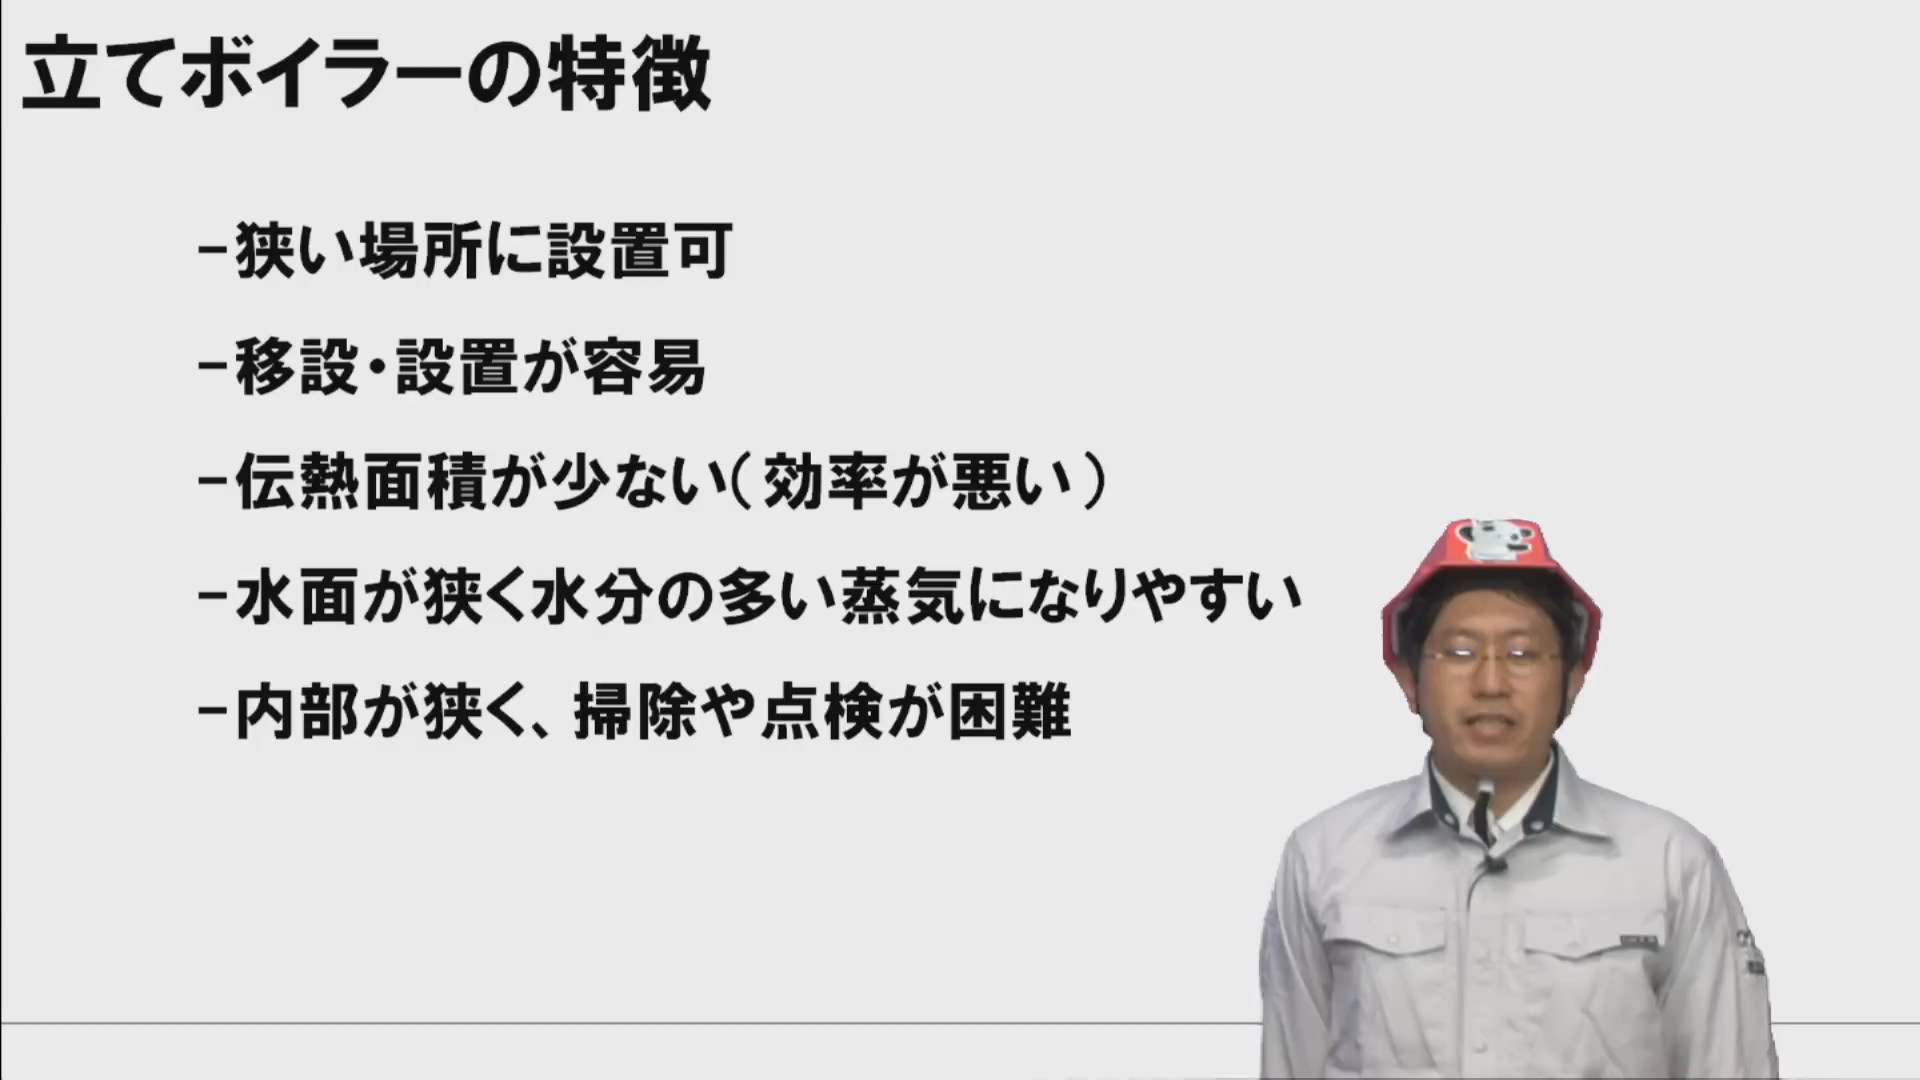 立てボイラーの特徴
－狭い場所に設置可
－移設・設置が容易
－伝熱面積が少ない（効率が悪い）
－水面が狭く水分の多い蒸気になりやすい
－内部が狭く、掃除や点検が困難